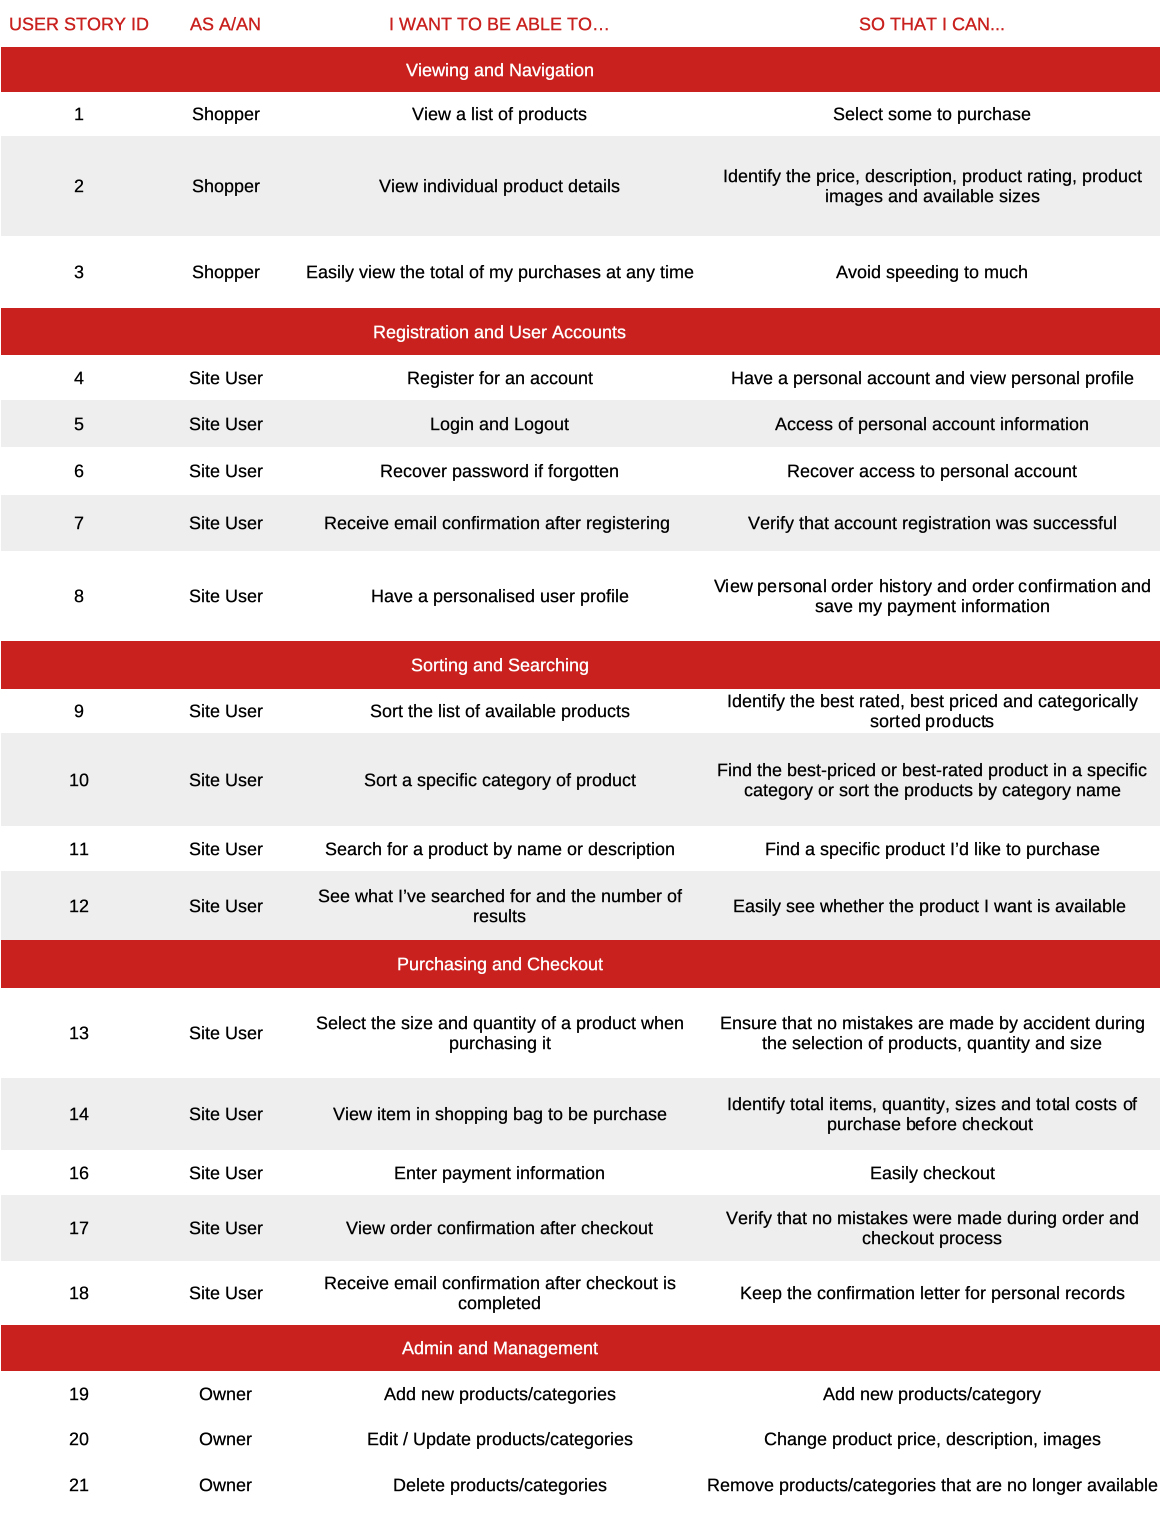 USER STORY ID AS A/AN I WANT TO BE ABLE TO… SO THAT I CAN...
Viewing and Navigation
1 Shopper View a list of products Select some to purchase
2 Shopper View individual product details Identify the price, description, product rating, product
images and available sizes
3 Shopper Easily view the total of my purchases at any time Avoid speeding to much
Registration and User Accounts
4 Site User Register for an account Have a personal account and view personal profile
5 Site User Login and Logout Access of personal account information
6 Site User Recover password if forgotten Recover access to personal account
7 Site User Receive email confirmation after registering Verify that account registration was successful
8 Site User Have a personalised user profile View personal order history and order confirmation and
save my payment information
Sorting and Searching
9 Site User Sort the list of available products Identify the best rated, best priced and categorically
sorted products
10 Site User Sort a specific category of product Find the best-priced or best-rated product in a specific
category or sort the products by category name
11 Site User Search for a product by name or description Find a specific product I’d like to purchase
12 Site User See what I’ve searched for and the number of
results Easily see whether the product I want is available
Purchasing and Checkout
13 Site User Select the size and quantity of a product when
purchasing it Ensure that no mistakes are made by accident during
the selection of products, quantity and size
14 Site User View item in shopping bag to be purchase Identify total items, quantity, sizes and total costs of
purchase before checkout
16 Site User Enter payment information Easily checkout
17 Site User View order confirmation after checkout Verify that no mistakes were made during order and
checkout process
18 Site User Receive email confirmation after checkout is
completed Keep the confirmation letter for personal records
Admin and Management
19 Owner Add new products/categories Add new products/category
20 Owner Edit / Update products/categories Change product price, description, images
21 Owner Delete products/categories Remove products/categories that are no longer available